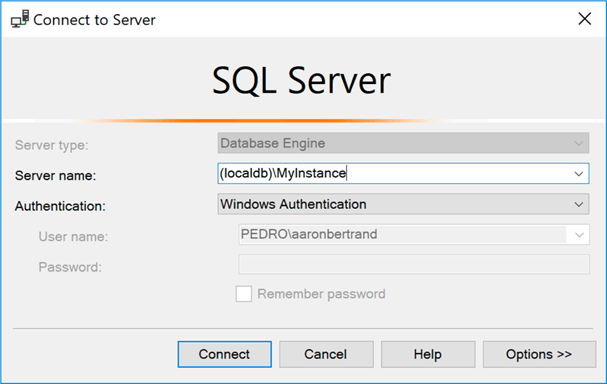 Connect to Server
SQL Server
Server type: Database Engine
Server name: (localdb)\MyInstance
Authentication: Windows Authentication
User name: PEDRO\aaronbertrand
Password:
Remember password
Connect Cancel Help Options >>